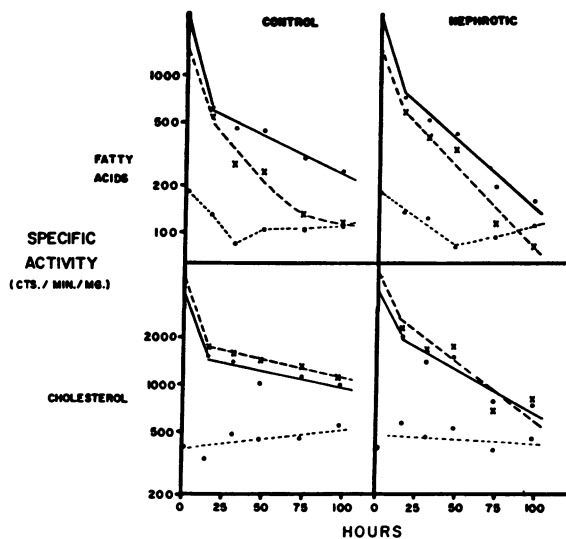 CONTROL
NEPHROTIC
1000
500
FATTY
ACIDS
200
100
SPECIFIC
ACTIVITY
(CTS./MIN./MG.)
2000
1000
CHOLESTEROL
500
200
0 25 50 75 100 0 25 50 75 100
HOURS